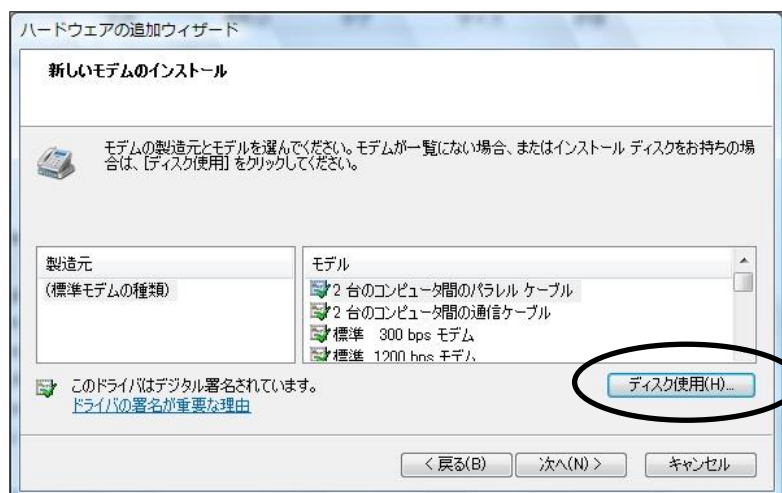 ハードウェアの追加ウィザード
新しいモデムのインストール
モデムの製造元とモデルを選んでください。モデムが一覧にない場合、またはインストール ディスクをお持ちの場
合は、[ディスク使用] をクリックしてください。
製造元
(標準モデムの種類)
モデル
2 台のコンピュータ間のパラレル ケーブル
2 台のコンピュータ間の通信ケーブル
標準 300 bps モデム
標準 1200 bps モデム
このドライバはデジタル署名されています。
ドライバの署名が重要な理由
ディスク使用(H)...
< 戻る(B)
次へ(N) >
キャンセル